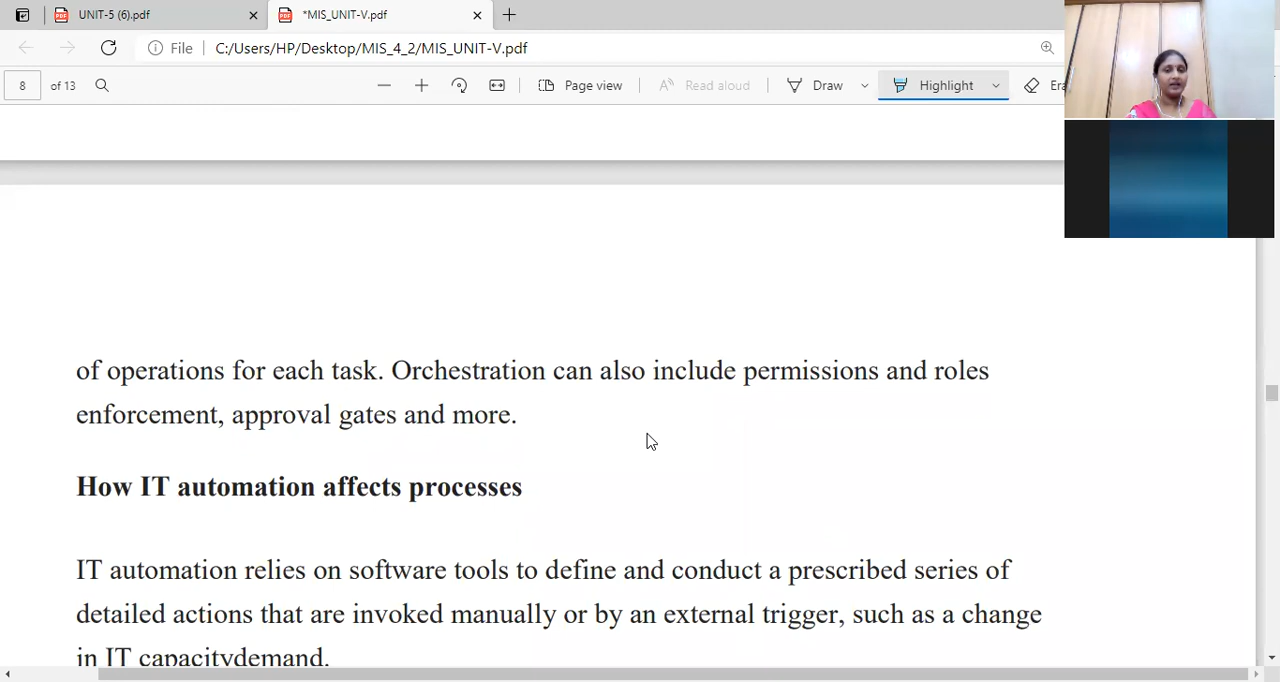 UNIT-5 (6).pdf
*MIS_UNIT-V.pdf
File
C:/Users/HP/Desktop/MIS_4_2/MIS_UNIT-V.pdf
8 of 13
Page view
Read aloud
Draw
Highlight
Era
of operations for each task. Orchestration can also include permissions and roles
enforcement, approval gates and more.
How IT automation affects processes
IT automation relies on software tools to define and conduct a prescribed series of
detailed actions that are invoked manually or by an external trigger, such as a change
in IT capacitydemand.